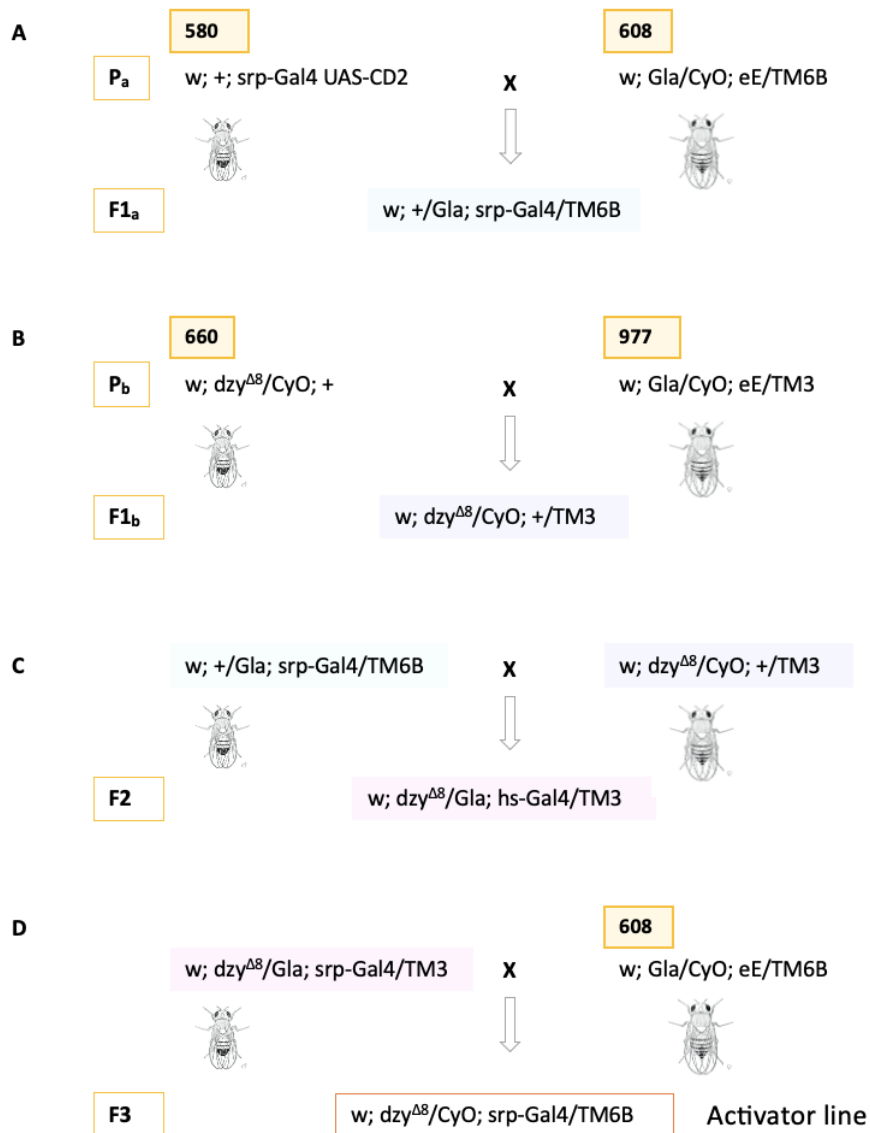 A
580
608
Pa
w; +; srp-Gal4 UAS-CD2
X
w; Gla/CyO; eE/TM6B
F1a
w; +/Gla; srp-Gal4/TM6B
B
660
977
Pb
w; dzyΔ8/CyO; +
X
w; Gla/CyO; eE/TM3
F1b
w; dzyΔ8/CyO; +/TM3
C
w; +/Gla; srp-Gal4/TM6B
X
w; dzyΔ8/CyO; +/TM3
F2
w; dzyΔ8/Gla; hs-Gal4/TM3
D
608
w; dzyΔ8/Gla; srp-Gal4/TM3
X
w; Gla/CyO; eE/TM6B
F3
w; dzyΔ8/CyO; srp-Gal4/TM6B
Activator line